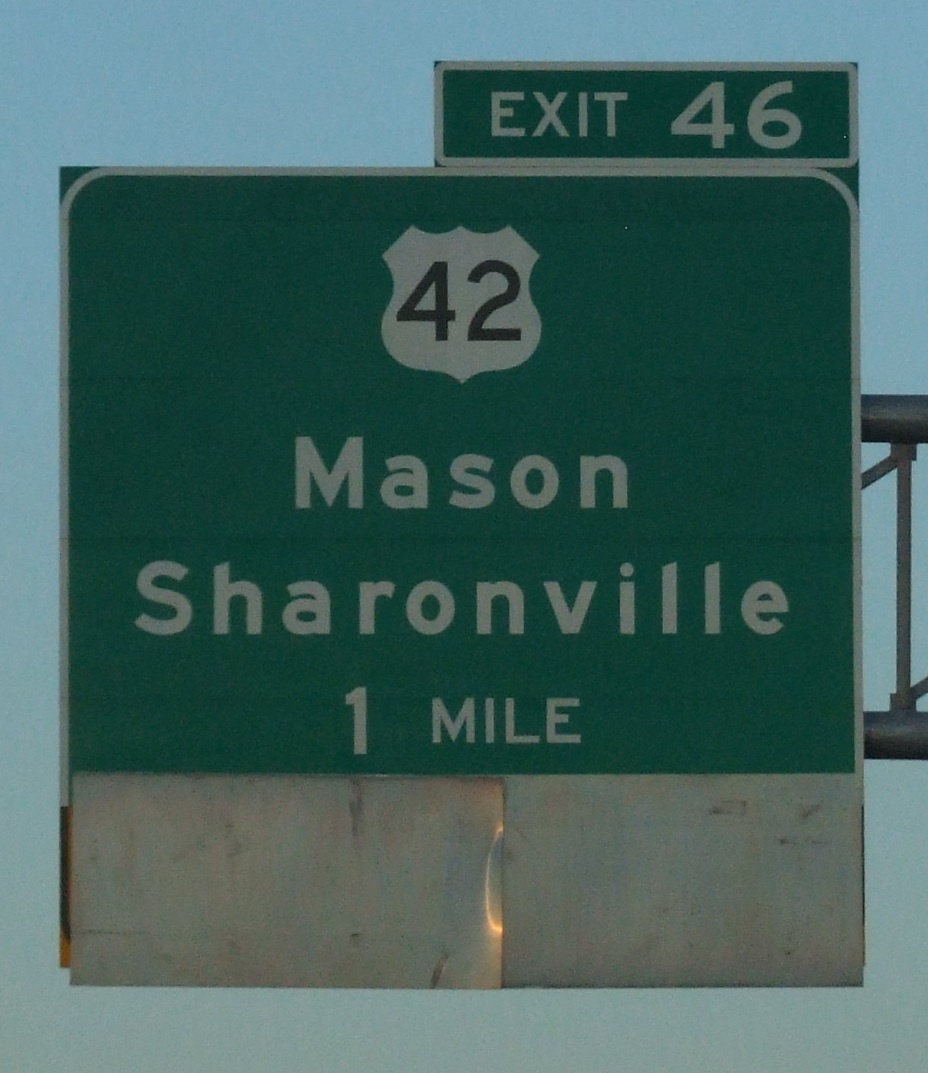 EXIT 46
42
Mason
Sharonville
1 MILE